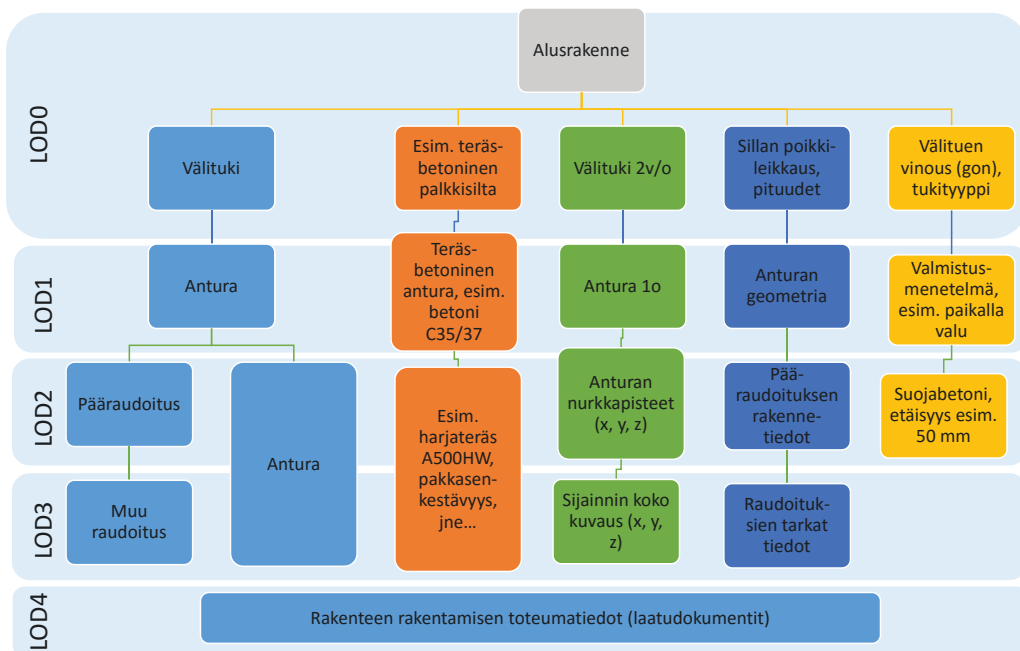 Alusrakenne
LOD0
Välituki
Esim. teräs-
betoninen
palkkisilta
Välituki 2v/o
Sillan poikki-
leikkaus,
pituudet
Välituen
vinous (gon),
tukityyppi
LOD1
Antura
Teräs-
betoninen
antura, esim.
betoni
C35/37
Antura 1o
Anturan
geometria
Valmistus-
menetelmä,
esim. paikalla
valu
LOD2
Pääraudoitus
Antura
Esim.
harjateräs
A500HW,
pakkasen-
kestävyys,
jne...
Anturan
nurkkapisteet
(x, y, z)
Pää-
raudoituksen
rakenne-
tiedot
Suojabetoni,
etäisyys esim.
50 mm
LOD3
Muu
raudoitus
Sijainnin koko
kuvaus (x, y,
z)
Raudoituk-
sien tarkat
tiedot
LOD4
Rakenteen rakentamisen toteumatiedot (laatudokumentit)